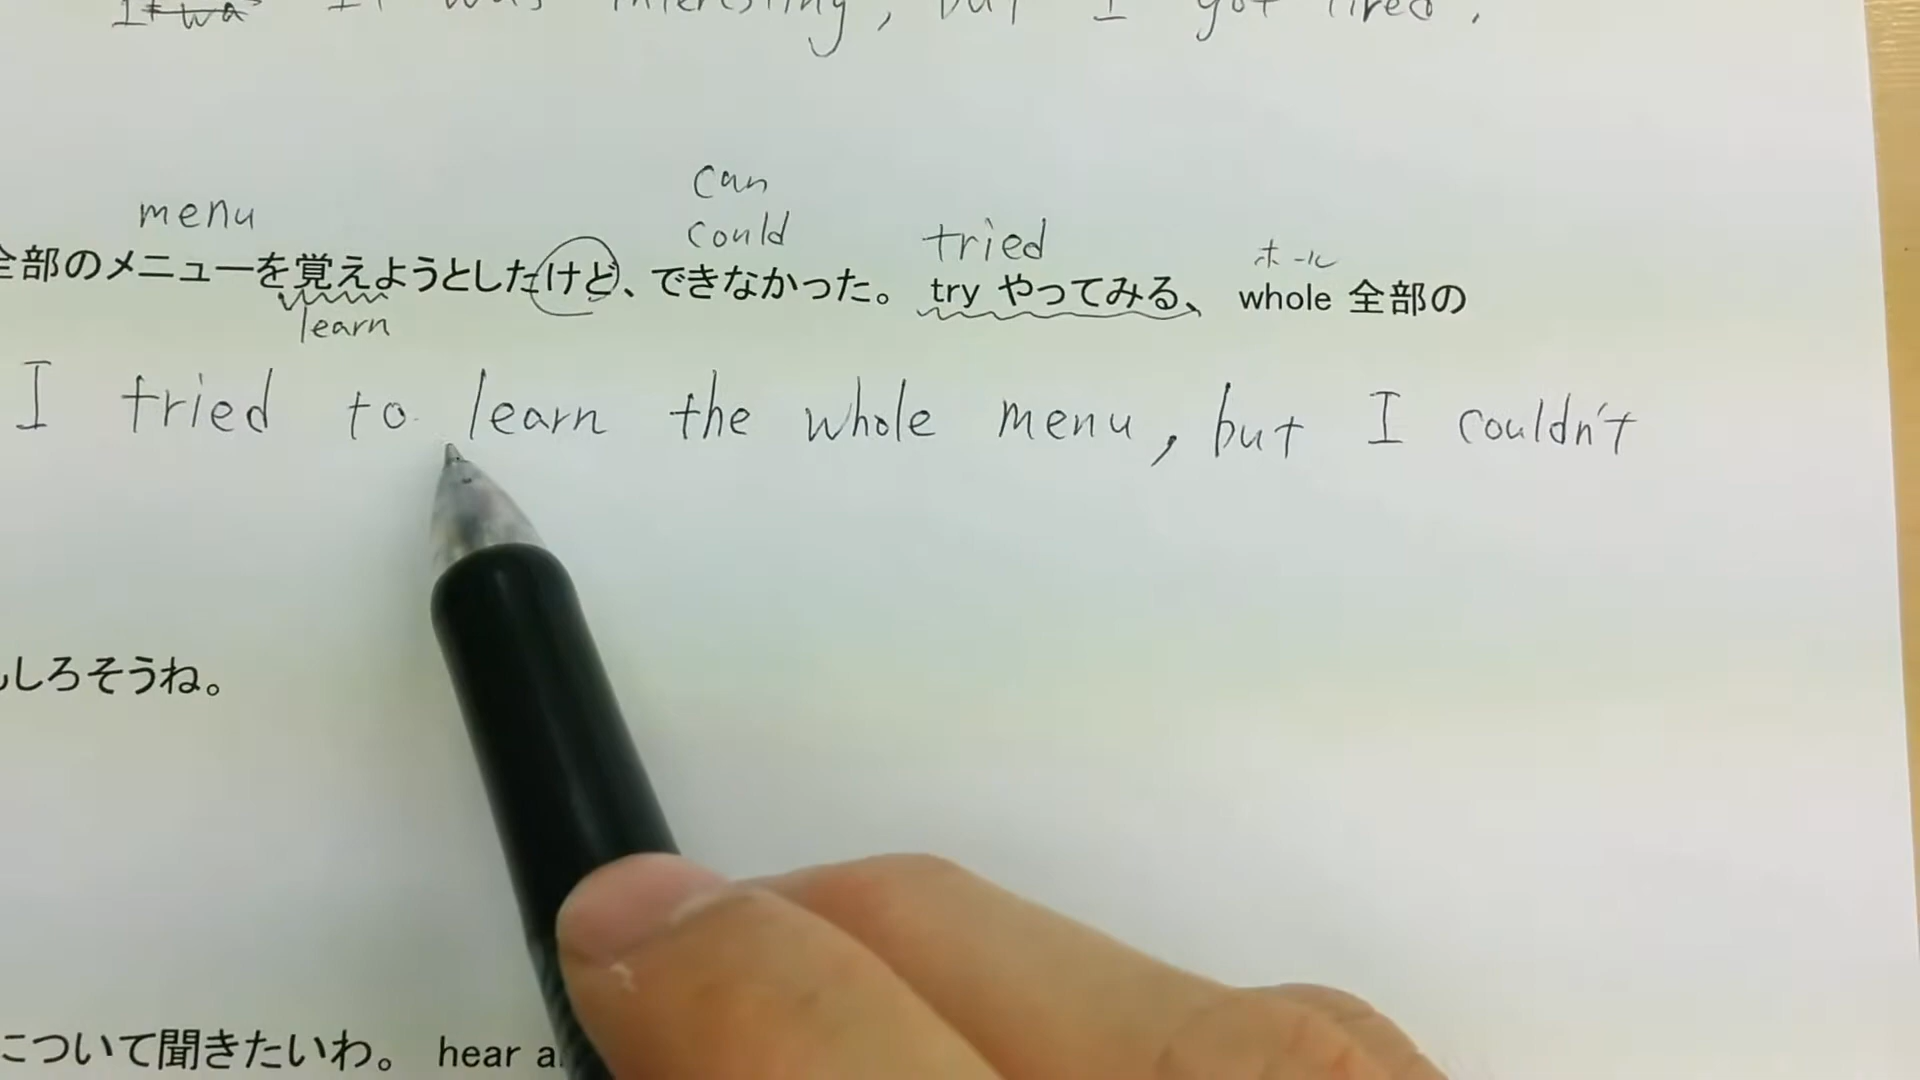 It wa It was interesting, but I got tired.
can
menu
could
tried
ホール
全部のメニューを覚えようとしたけど、できなかった。 try やってみる、 whole 全部の
learn
I tried to learn the whole menu, but I couldn't
しろそうね。
について聞きたいわ。 hear a